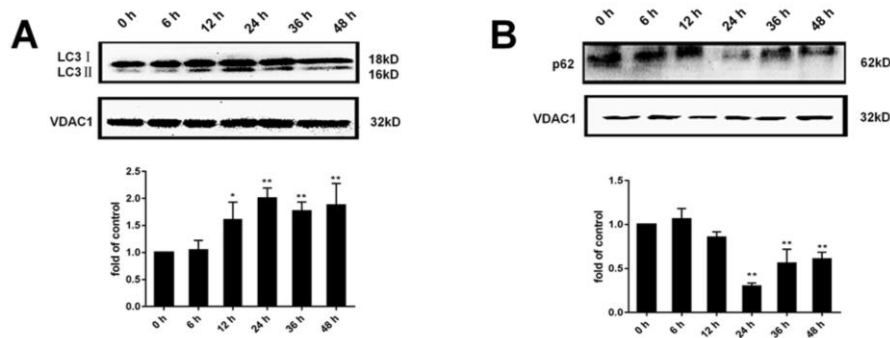 A
0 h 6 h 12 h 24 h 36 h 48 h
LC3 Ⅰ 18kD
LC3 Ⅱ 16kD
VDAC1 32kD
fold of control
2.5
2.0
1.5
1.0
0.5
0.0
* ** ** **
0 h 6 h 12 h 24 h 36 h 48 h
B
0 h 6 h 12 h 24 h 36 h 48 h
p62 62kD
VDAC1 32kD
fold of control
1.5
1.0
0.5
0.0
** ** **
0 h 6 h 12 h 24 h 36 h 48 h